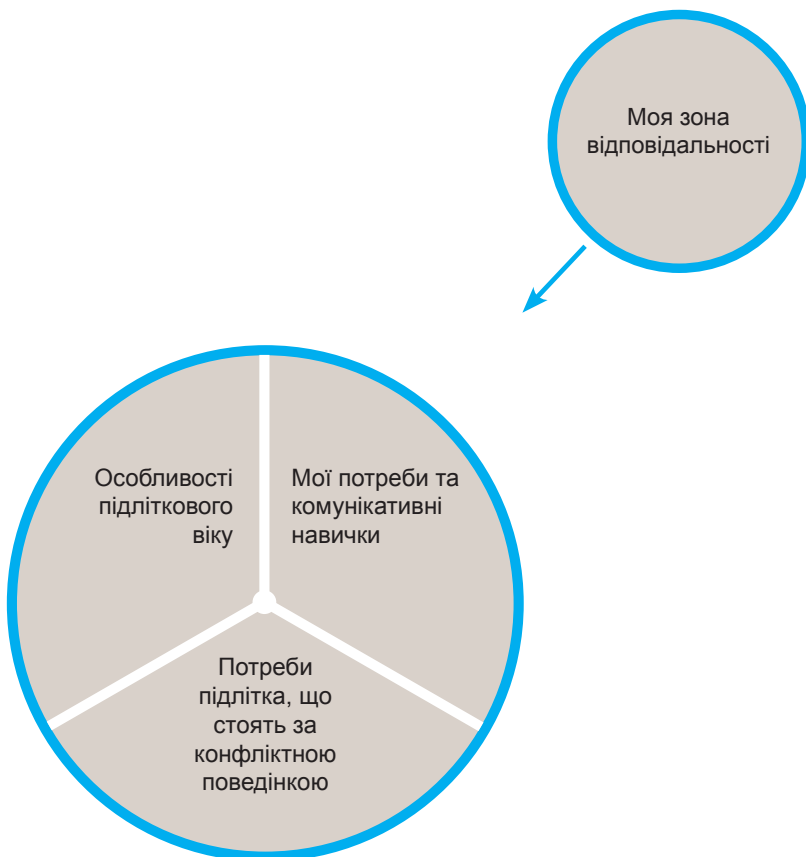 Моя зона
відповідальності
Особливості
підліткового
віку
Мої потреби та
комунікативні
навички
Потреби
підлітка, що
стоять за
конфліктною
поведінкою